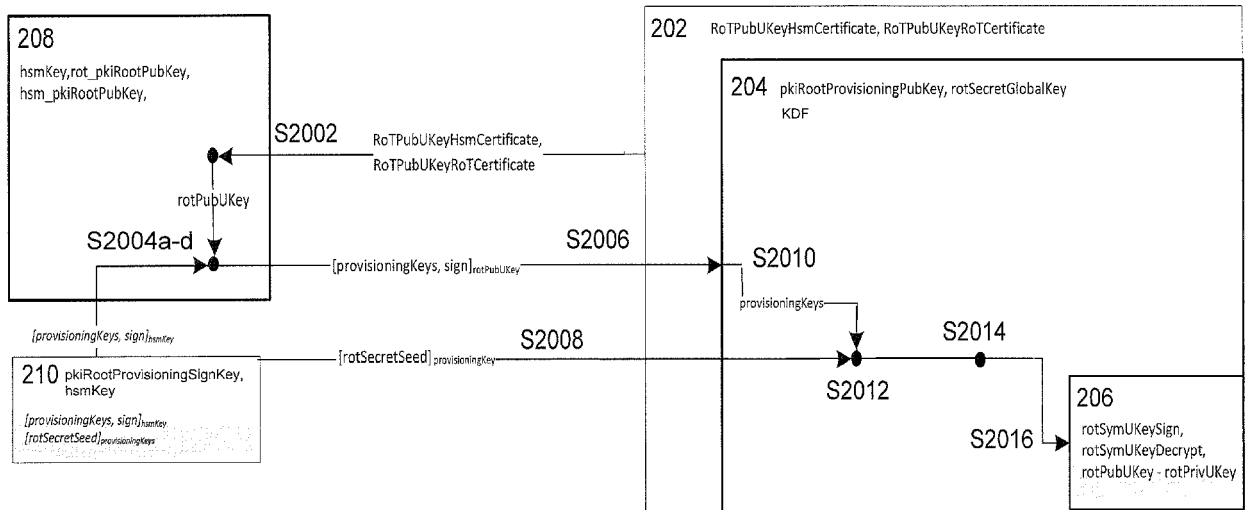 208
hsmKey,rot_pkiRootPubKey,
hsm_pkiRootPubKey,
S2002
RoTPubUKeyHsmCertificate,
RoTPubUKeyRoTCertificate
rotPubUKey
S2004a-d
S2006
[provisioningKeys, sign]rotPubUKey
[provisioningKeys, sign]hsmKey
S2008
[rotSecretSeed]provisioningKey
210 pkiRootProvisioningSignKey,
hsmKey
[provisioningKeys, sign]hsmKey
[rotSecretSeed]provisioningKeys
202 RoTPubUKeyHsmCertificate, RoTPubUKeyRoTCertificate
204 pkiRootProvisioningPubKey, rotSecretGlobalKey
KDF
S2010
provisioningKeys
S2014
S2012
S2016
206
rotSymUKeySign,
rotSymUKeyDecrypt,
rotPubUKey - rotPrivUKey